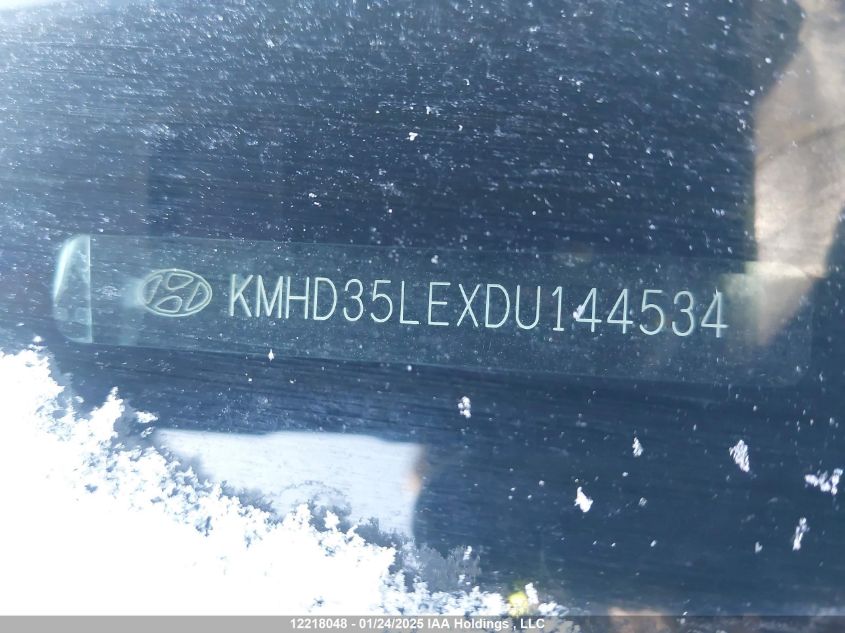 KMHD35LEXDU144534
12218048 - 01/24/2025 IAA Holdings , LLC